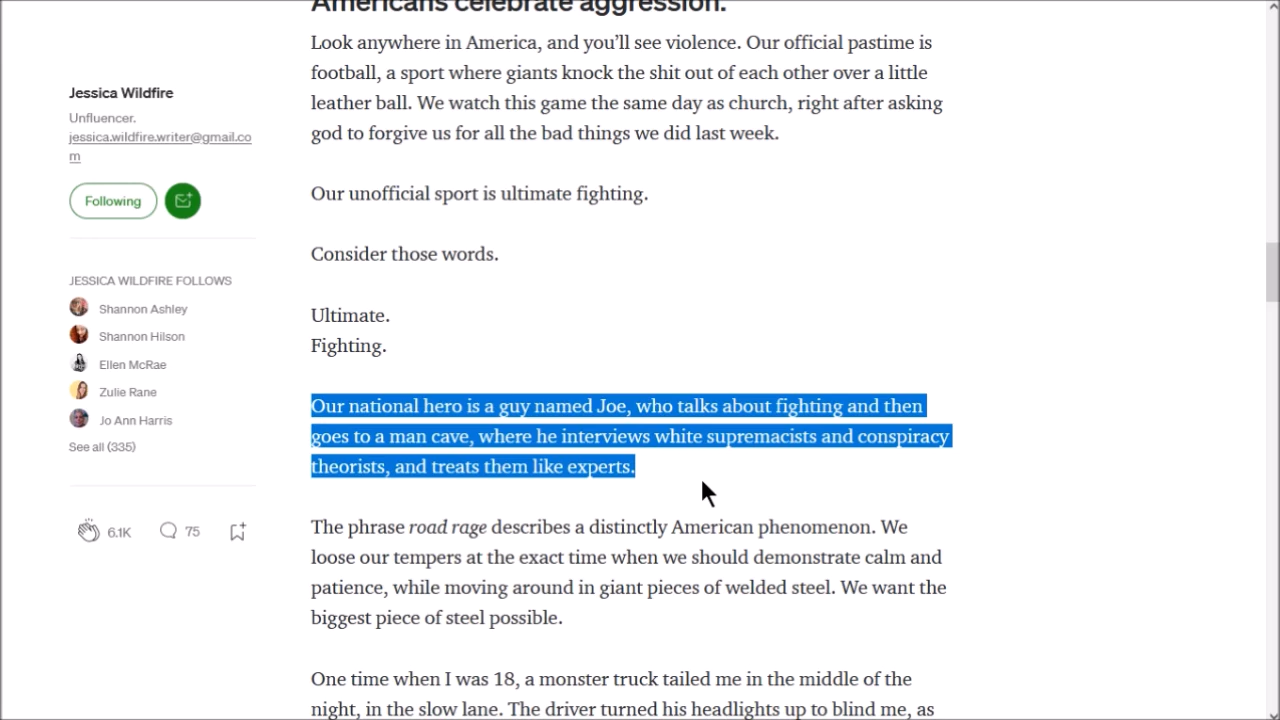 Americans celebrate aggression.
Look anywhere in America, and you’ll see violence. Our official pastime is
football, a sport where giants knock the shit out of each other over a little
leather ball. We watch this game the same day as church, right after asking
god to forgive us for all the bad things we did last week.
Our unofficial sport is ultimate fighting.
Consider those words.
Ultimate.
Fighting.
Our national hero is a guy named Joe, who talks about fighting and then
goes to a man cave, where he interviews white supremacists and conspiracy
theorists, and treats them like experts.
The phrase road rage describes a distinctly American phenomenon. We
loose our tempers at the exact time when we should demonstrate calm and
patience, while moving around in giant pieces of welded steel. We want the
biggest piece of steel possible.
One time when I was 18, a monster truck tailed me in the middle of the
night, in the slow lane. The driver turned his headlights up to blind me, as
Jessica Wildfire
Unfluencer.
jessica.wildfire.writer@gmail.co
m
Following
JESSICA WILDFIRE FOLLOWS
Shannon Ashley
Shannon Hilson
Ellen McRae
Zulie Rane
Jo Ann Harris
See all (335)
6.1K 75